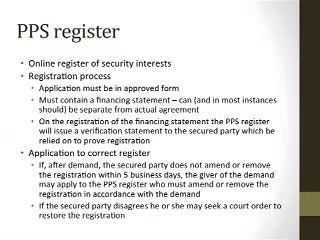 PPS register
• Online register of security interests
• Registration process
• Application must be in approved form
• Must contain a financing statement – can (and in most instances
should) be separate from actual agreement
• On the registration of the financing statement the PPS register
will issue a verification statement to the secured party which be
relied on to prove registration
• Application to correct register
• If, after demand, the secured party does not amend or remove
the registration within 5 business days, the giver of the demand
may apply to the PPS register who must amend or remove the
registration in accordance with the demand
• If the secured party disagrees he or she may seek a court order to
restore the registration